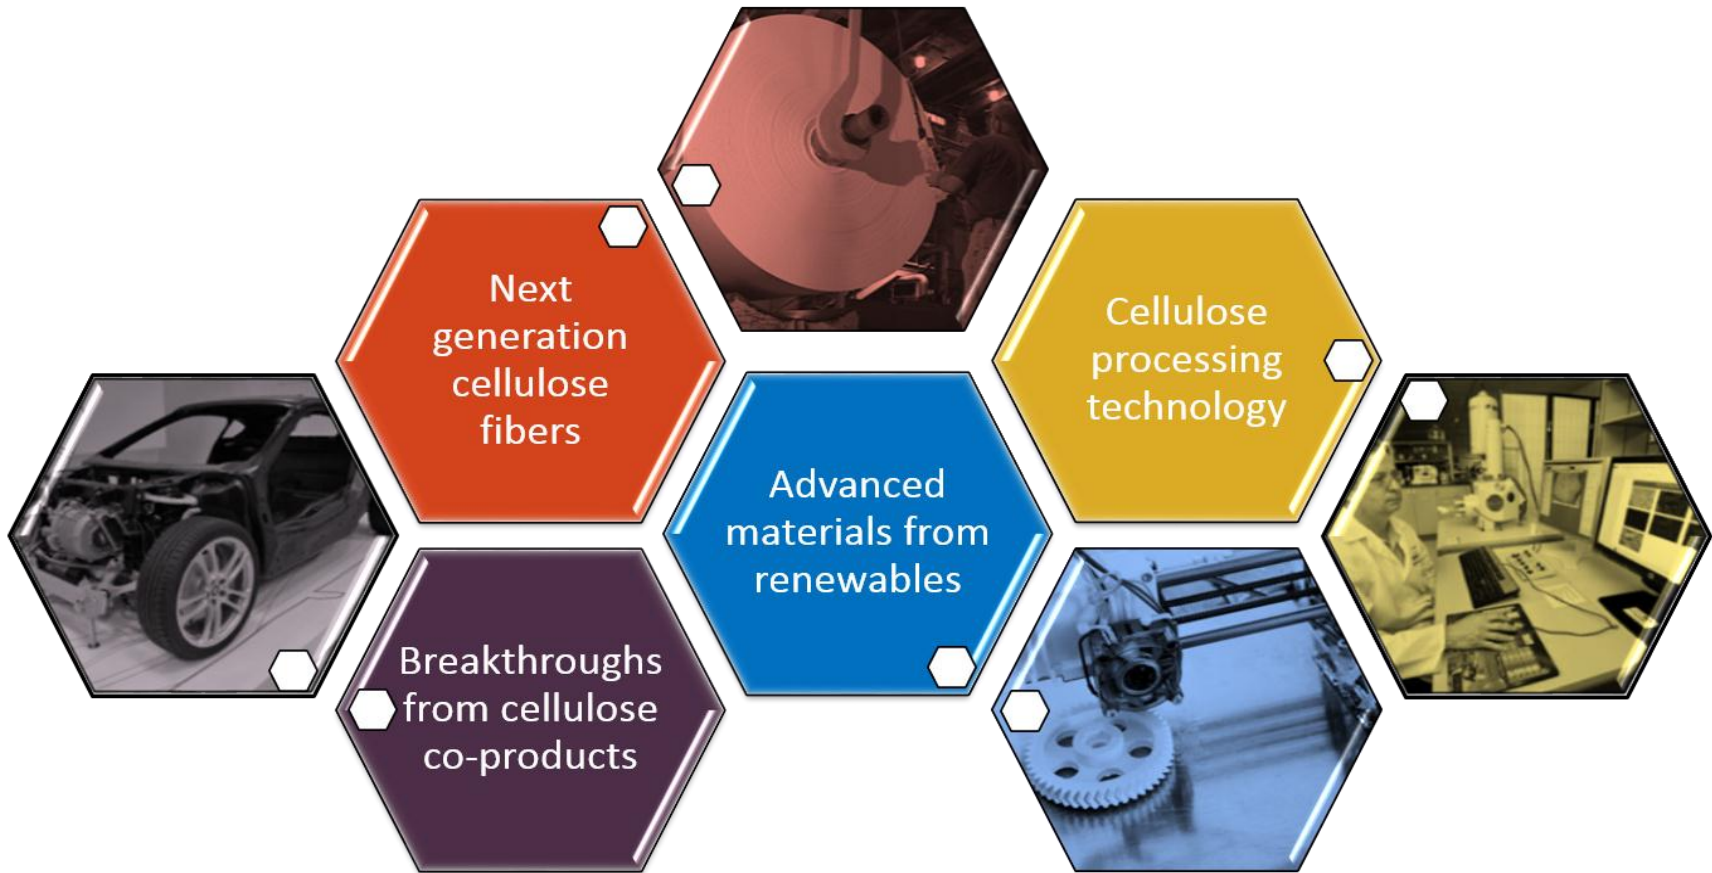 Next
generation
cellulose
fibers
Cellulose
processing
technology
Advanced
materials from
renewables
Breakthroughs
from cellulose
co-products